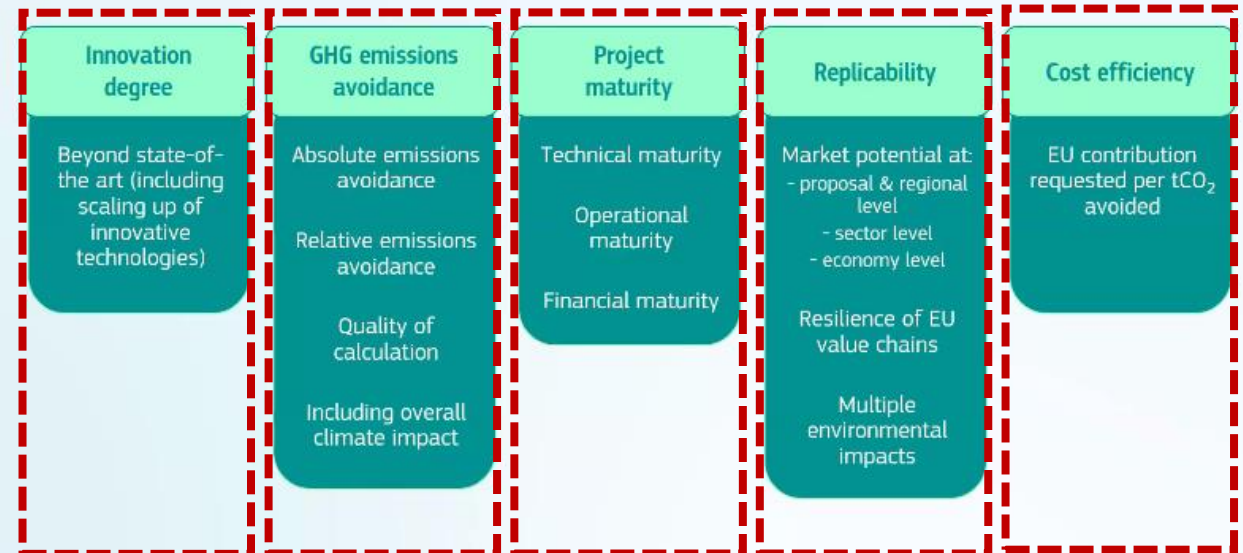 Innovation
degree
Beyond state-of-
the art (including
scaling up of
innovative
technologies)
GHG emissions
avoidance
Absolute emissions
avoidance
Relative emissions
avoidance
Quality of
calculation
Including overall
climate impact
Project
maturity
Technical maturity
Operational
maturity
Financial maturity
Replicability
Market potential at:
- proposal & regional
level
- sector level
- economy level
Resilience of EU
value chains
Multiple
environmental
impacts
Cost efficiency
EU contribution
requested per tCO₂
avoided